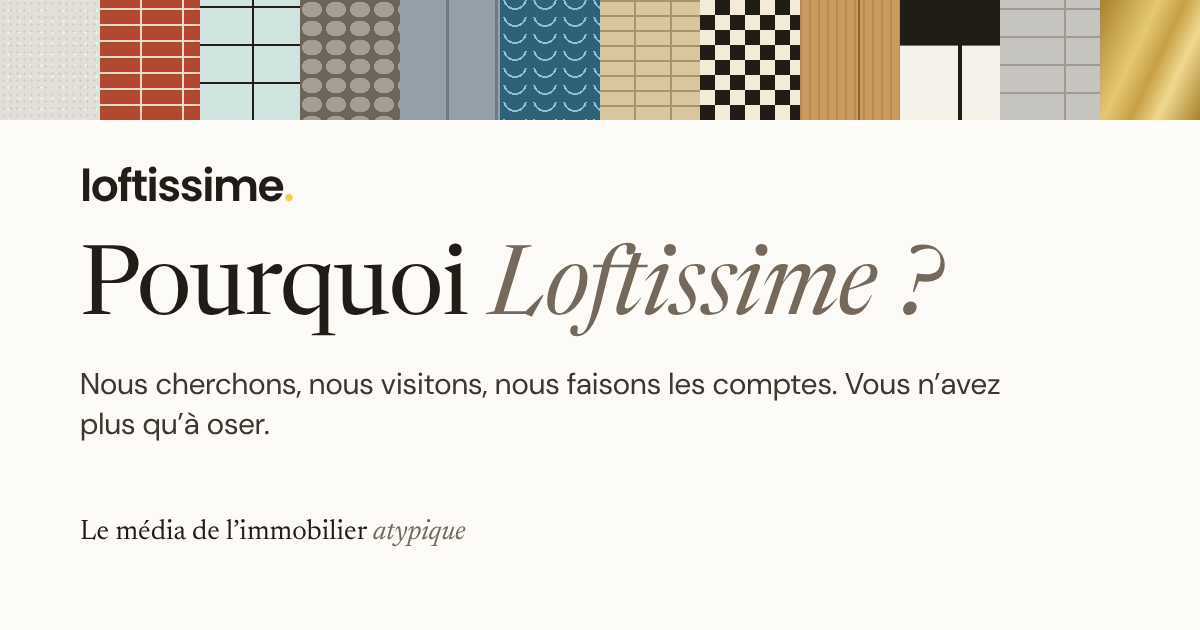 loftissime.
Pourquoi Loftissime ?
Nous cherchons, nous visitons, nous faisons les comptes. Vous n’avez
plus qu’à oser.
Le média de l’immobilier atypique